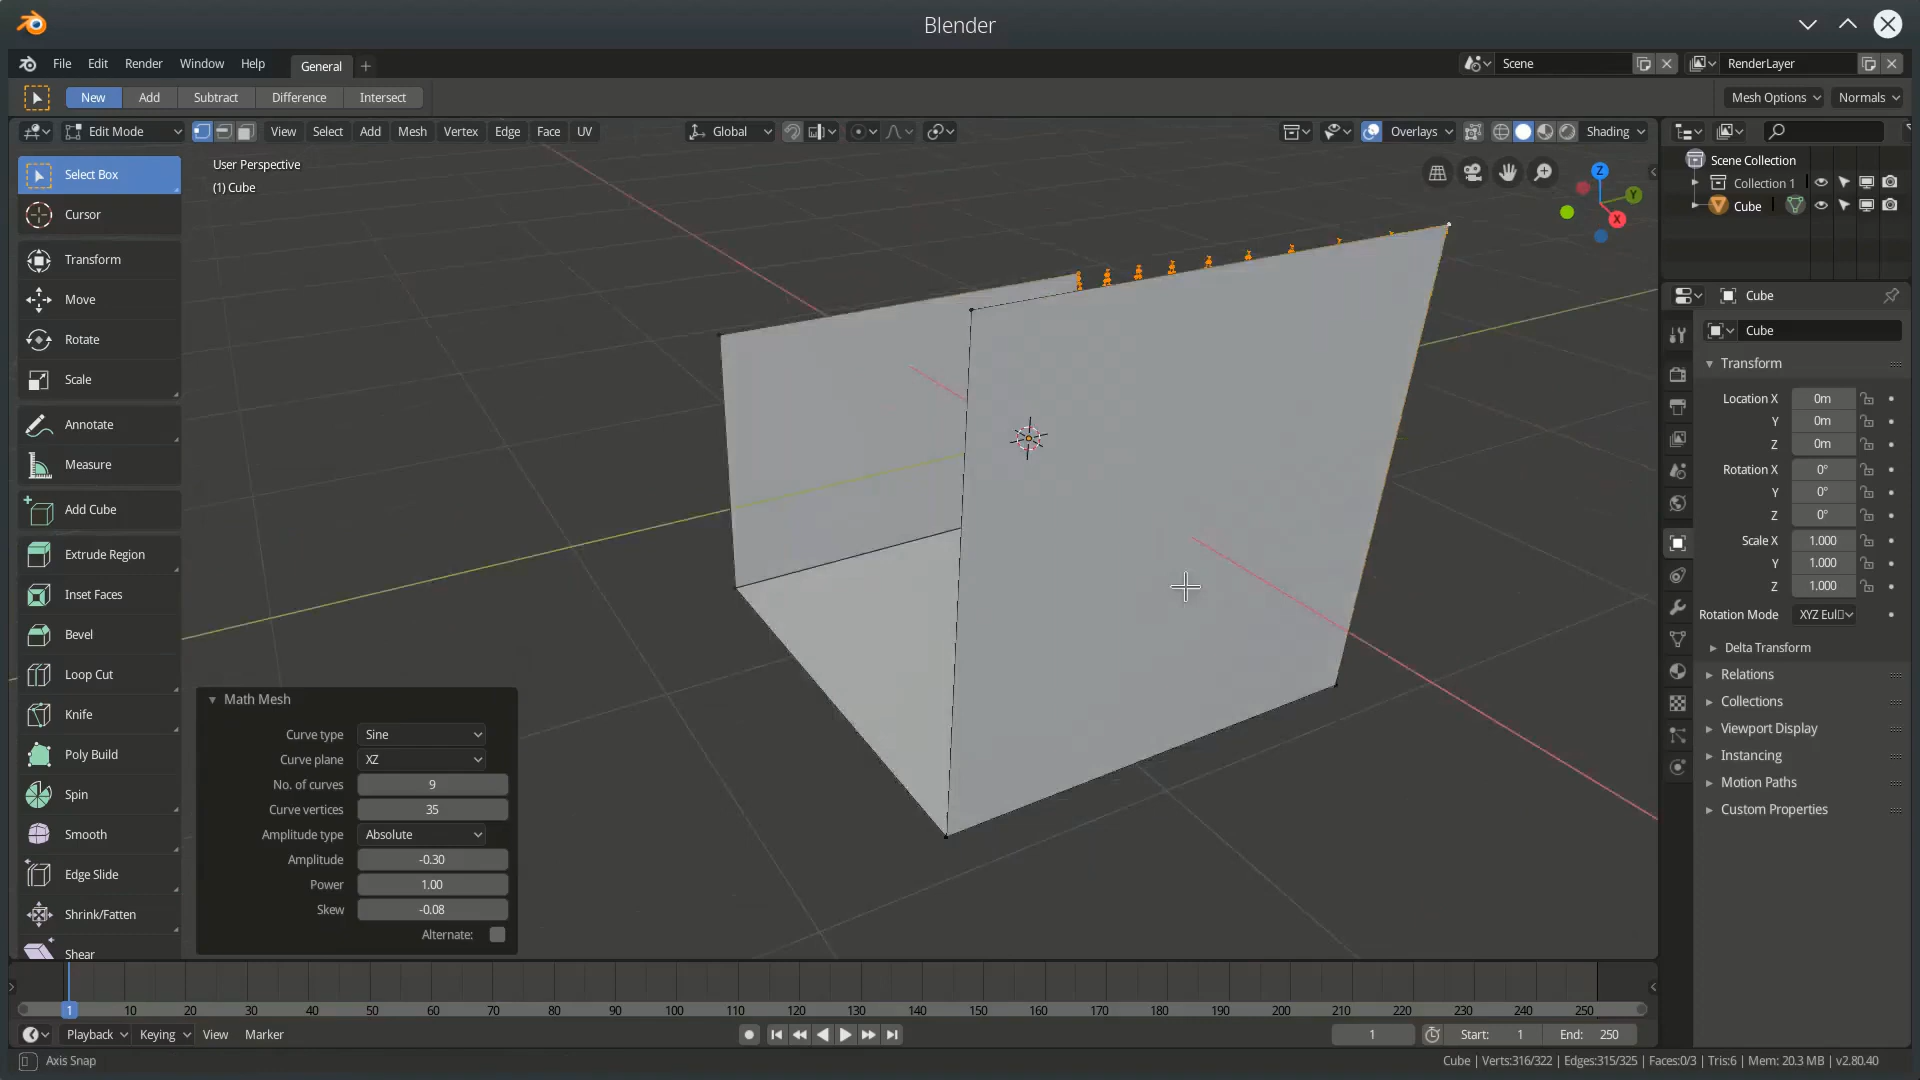 Blender
File Edit Render Window Help General +
Scene RenderLayer
New Add Subtract Difference Intersect Mesh Options Normals
Edit Mode View Select Add Mesh Vertex Edge Face UV Global Overlays Shading
Select Box
Cursor
Transform
Move
Rotate
Scale
Annotate
Measure
Add Cube
Extrude Region
Inset Faces
Bevel
Loop Cut
Knife
Poly Build
Spin
Smooth
Edge Slide
Shrink/Fatten
Shear
User Perspective
(1) Cube
Z
Y
X
Math Mesh
Curve type Sine
Curve plane XZ
No. of curves 9
Curve vertices 35
Amplitude type Absolute
Amplitude -0.30
Power 1.00
Skew -0.08
Alternate:
Scene Collection
Collection 1
Cube
Cube
Cube
Transform
Location X 0m
Y 0m
Z 0m
Rotation X 0°
Y 0°
Z 0°
Scale X 1.000
Y 1.000
Z 1.000
Rotation Mode XYZ Eul
Delta Transform
Relations
Collections
Viewport Display
Instancing
Motion Paths
Custom Properties
1 10 20 30 40 50 60 70 80 90 100 110 120 130 140 150 160 170 180 190 200 210 220 230 240 250
Playback Keying View Marker 1 Start: 1 End: 250
Axis Snap Cube | Verts:316/322 | Edges:315/325 | Faces:0/3 | Tris:6 | Mem: 20.3 MB | v2.80.40